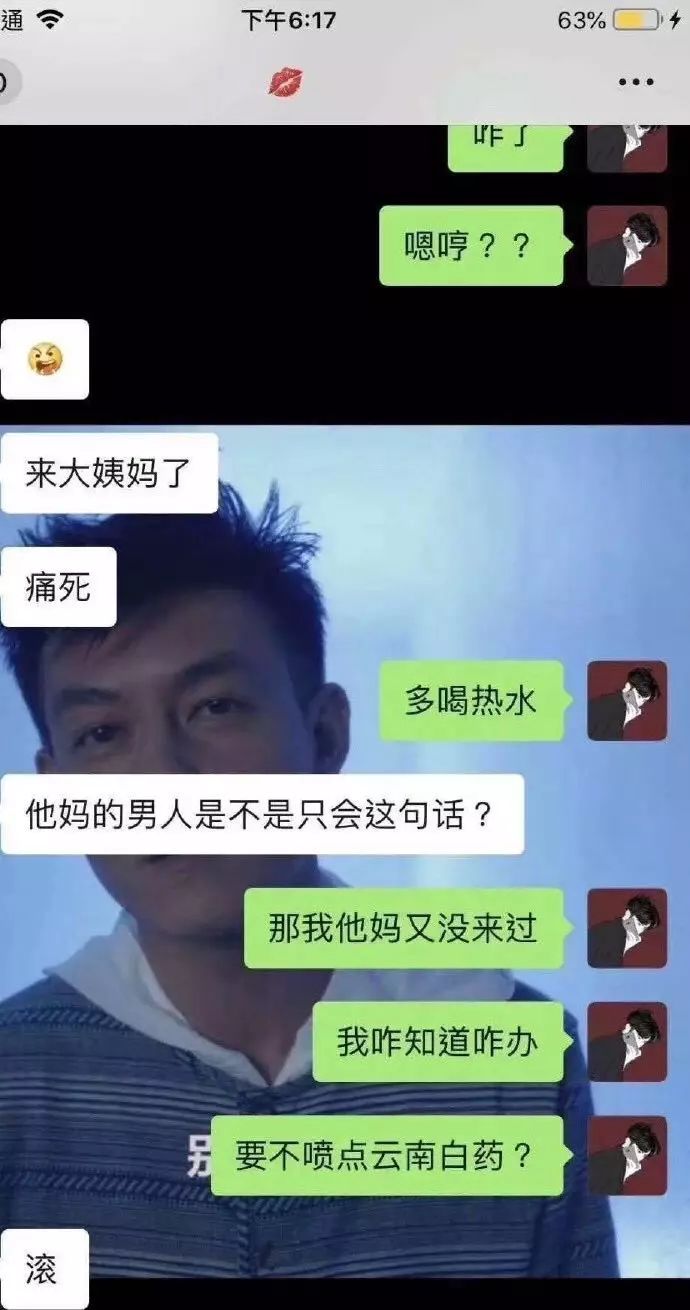 通
下午6:17
63%
咋了
嗯哼？？
来大姨妈了
痛死
多喝热水
他妈的男人是不是只会这句话？
那我他妈又没来过
我咋知道咋办
别
要不喷点云南白药？
滚